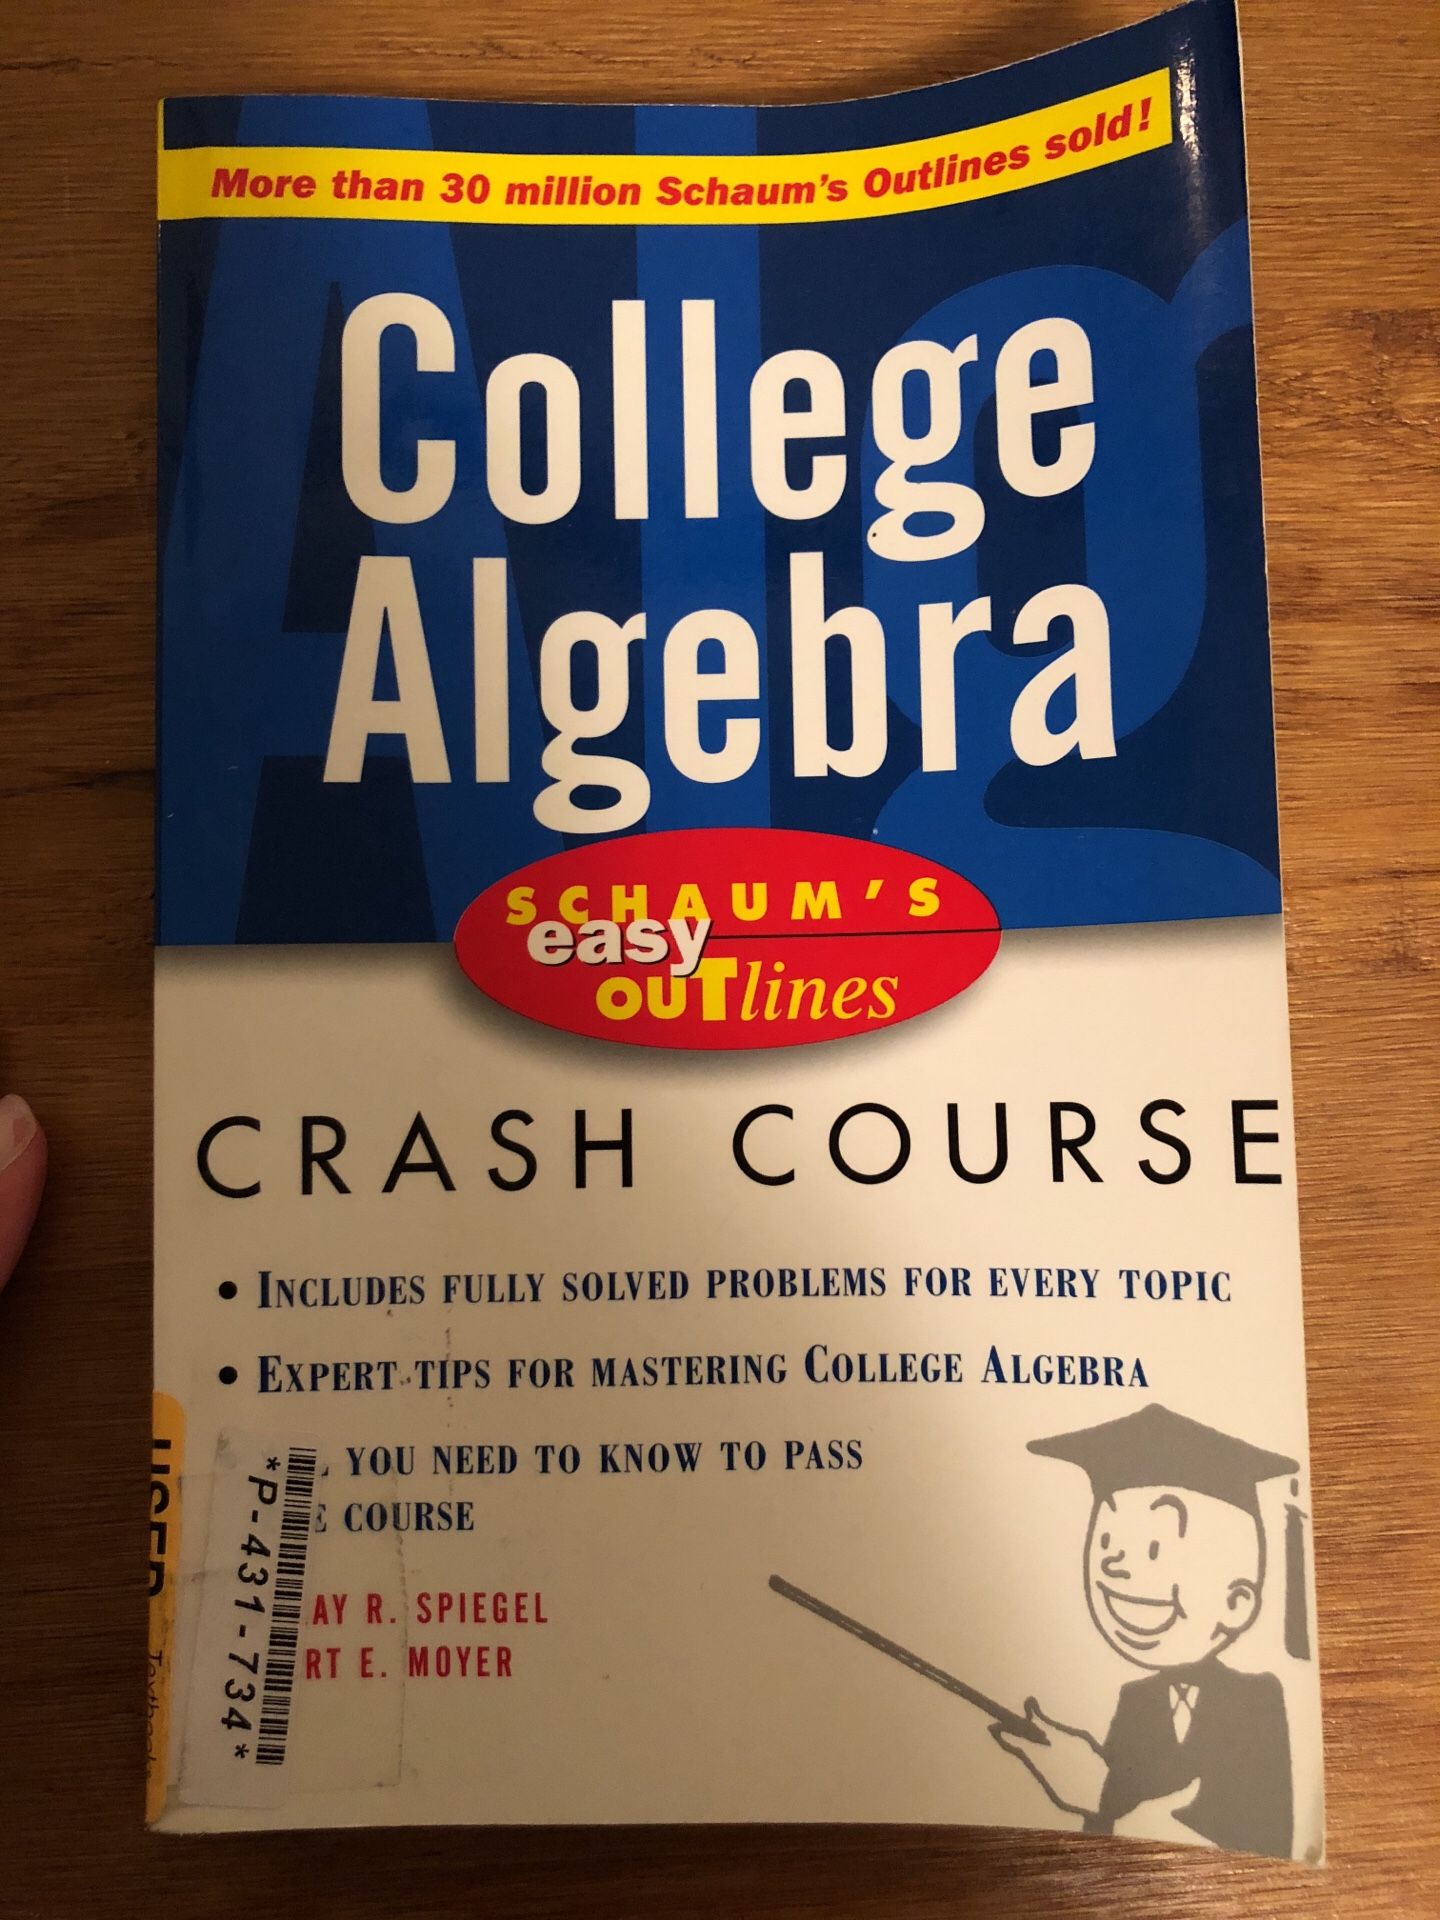 More than 30 million Schaum's Outlines sold!
College
Algebra
SCHAUM'S
easy
OUTlines
CRASH COURSE
• INCLUDES FULLY SOLVED PROBLEMS FOR EVERY TOPIC
• EXPERT TIPS FOR MASTERING COLLEGE ALGEBRA
YOU NEED TO KNOW TO PASS
COURSE
AY R. SPIEGEL
RT E. MOYER
*P-431-734*
USED